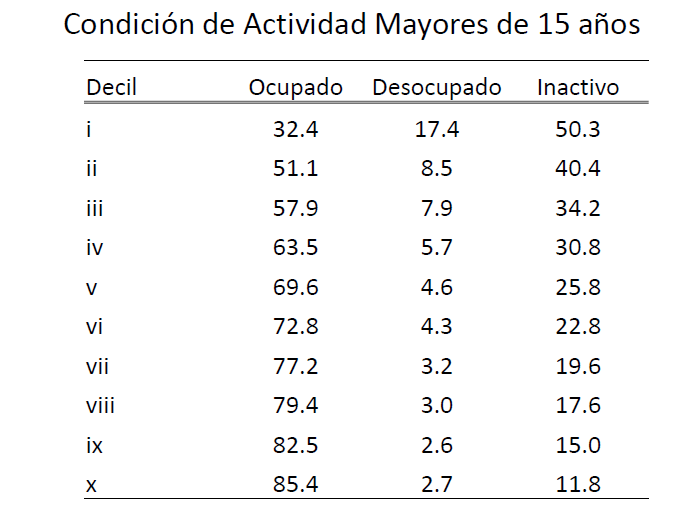 Condición de Actividad Mayores de 15 años
Decil Ocupado Desocupado Inactivo
i 32.4 17.4 50.3
ii 51.1 8.5 40.4
iii 57.9 7.9 34.2
iv 63.5 5.7 30.8
v 69.6 4.6 25.8
vi 72.8 4.3 22.8
vii 77.2 3.2 19.6
viii 79.4 3.0 17.6
ix 82.5 2.6 15.0
x 85.4 2.7 11.8